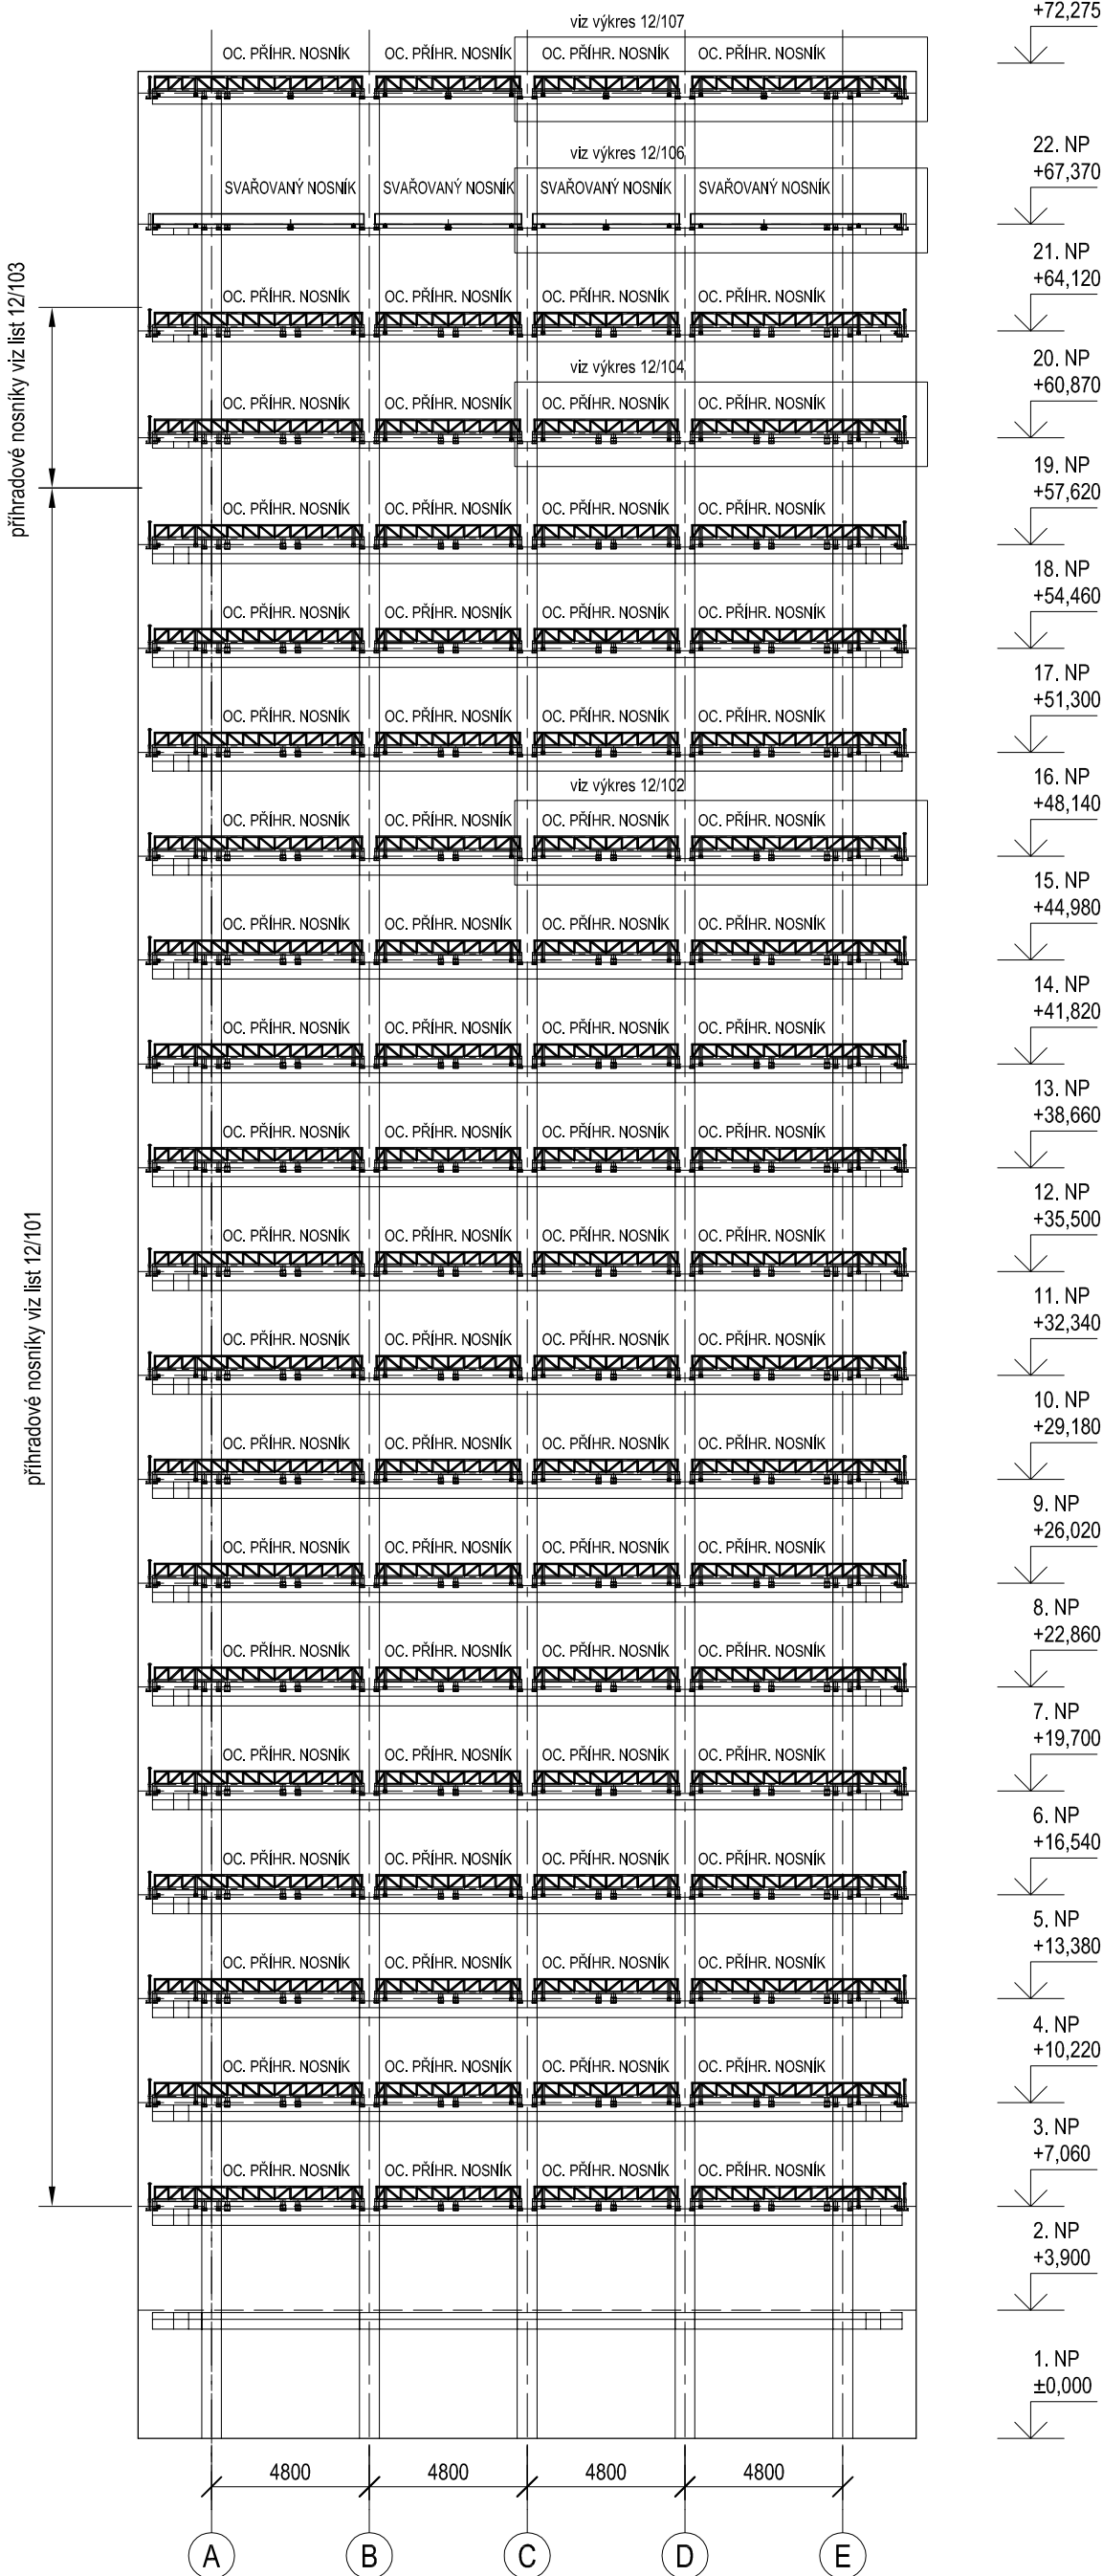 viz výkres 12/107
+72,275
OC. PŘÍHR. NOSNÍK OC. PŘÍHR. NOSNÍK OC. PŘÍHR. NOSNÍK OC. PŘÍHR. NOSNÍK
viz výkres 12/106
22. NP
+67,370
SVAŘOVANÝ NOSNÍK SVAŘOVANÝ NOSNÍK SVAŘOVANÝ NOSNÍK SVAŘOVANÝ NOSNÍK
21. NP
+64,120
OC. PŘÍHR. NOSNÍK OC. PŘÍHR. NOSNÍK OC. PŘÍHR. NOSNÍK OC. PŘÍHR. NOSNÍK
příhradové nosníky viz list 12/103
viz výkres 12/104
20. NP
+60,870
OC. PŘÍHR. NOSNÍK OC. PŘÍHR. NOSNÍK OC. PŘÍHR. NOSNÍK OC. PŘÍHR. NOSNÍK
19. NP
+57,620
OC. PŘÍHR. NOSNÍK OC. PŘÍHR. NOSNÍK OC. PŘÍHR. NOSNÍK OC. PŘÍHR. NOSNÍK
18. NP
+54,460
OC. PŘÍHR. NOSNÍK OC. PŘÍHR. NOSNÍK OC. PŘÍHR. NOSNÍK OC. PŘÍHR. NOSNÍK
17. NP
+51,300
OC. PŘÍHR. NOSNÍK OC. PŘÍHR. NOSNÍK OC. PŘÍHR. NOSNÍK OC. PŘÍHR. NOSNÍK
viz výkres 12/102
16. NP
+48,140
OC. PŘÍHR. NOSNÍK OC. PŘÍHR. NOSNÍK OC. PŘÍHR. NOSNÍK OC. PŘÍHR. NOSNÍK
15. NP
+44,980
OC. PŘÍHR. NOSNÍK OC. PŘÍHR. NOSNÍK OC. PŘÍHR. NOSNÍK OC. PŘÍHR. NOSNÍK
14. NP
+41,820
OC. PŘÍHR. NOSNÍK OC. PŘÍHR. NOSNÍK OC. PŘÍHR. NOSNÍK OC. PŘÍHR. NOSNÍK
13. NP
+38,660
OC. PŘÍHR. NOSNÍK OC. PŘÍHR. NOSNÍK OC. PŘÍHR. NOSNÍK OC. PŘÍHR. NOSNÍK
12. NP
+35,500
OC. PŘÍHR. NOSNÍK OC. PŘÍHR. NOSNÍK OC. PŘÍHR. NOSNÍK OC. PŘÍHR. NOSNÍK
příhradové nosníky viz list 12/101
11. NP
+32,340
OC. PŘÍHR. NOSNÍK OC. PŘÍHR. NOSNÍK OC. PŘÍHR. NOSNÍK OC. PŘÍHR. NOSNÍK
10. NP
+29,180
OC. PŘÍHR. NOSNÍK OC. PŘÍHR. NOSNÍK OC. PŘÍHR. NOSNÍK OC. PŘÍHR. NOSNÍK
9. NP
+26,020
OC. PŘÍHR. NOSNÍK OC. PŘÍHR. NOSNÍK OC. PŘÍHR. NOSNÍK OC. PŘÍHR. NOSNÍK
8. NP
+22,860
OC. PŘÍHR. NOSNÍK OC. PŘÍHR. NOSNÍK OC. PŘÍHR. NOSNÍK OC. PŘÍHR. NOSNÍK
7. NP
+19,700
OC. PŘÍHR. NOSNÍK OC. PŘÍHR. NOSNÍK OC. PŘÍHR. NOSNÍK OC. PŘÍHR. NOSNÍK
6. NP
+16,540
OC. PŘÍHR. NOSNÍK OC. PŘÍHR. NOSNÍK OC. PŘÍHR. NOSNÍK OC. PŘÍHR. NOSNÍK
5. NP
+13,380
OC. PŘÍHR. NOSNÍK OC. PŘÍHR. NOSNÍK OC. PŘÍHR. NOSNÍK OC. PŘÍHR. NOSNÍK
4. NP
+10,220
OC. PŘÍHR. NOSNÍK OC. PŘÍHR. NOSNÍK OC. PŘÍHR. NOSNÍK OC. PŘÍHR. NOSNÍK
3. NP
+7,060
OC. PŘÍHR. NOSNÍK OC. PŘÍHR. NOSNÍK OC. PŘÍHR. NOSNÍK OC. PŘÍHR. NOSNÍK
2. NP
+3,900
1. NP
±0,000
4800 4800 4800 4800
A B C D E